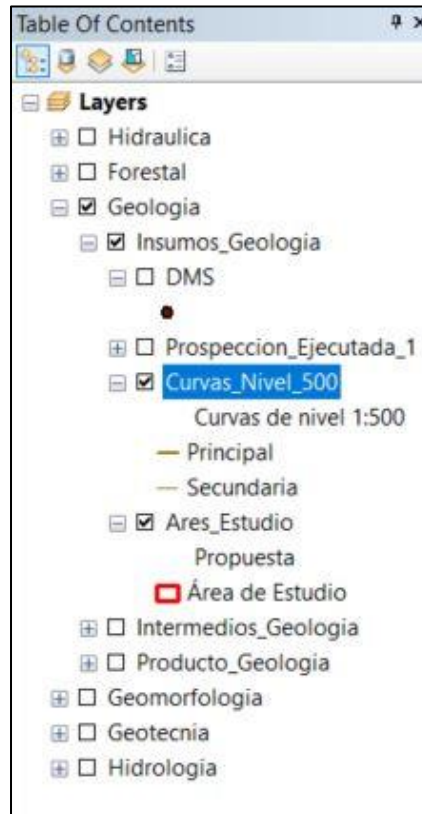 Table Of Contents
Layers
Hidraulica
Forestal
Geologia
Insumos_Geologia
DMS
Prospeccion_Ejecutada_1
Curvas_Nivel_500
Curvas de nivel 1:500
Principal
Secundaria
Ares_Estudio
Propuesta
Área de Estudio
Intermedios_Geologia
Producto_Geologia
Geomorfologia
Geotecnia
Hidrologia